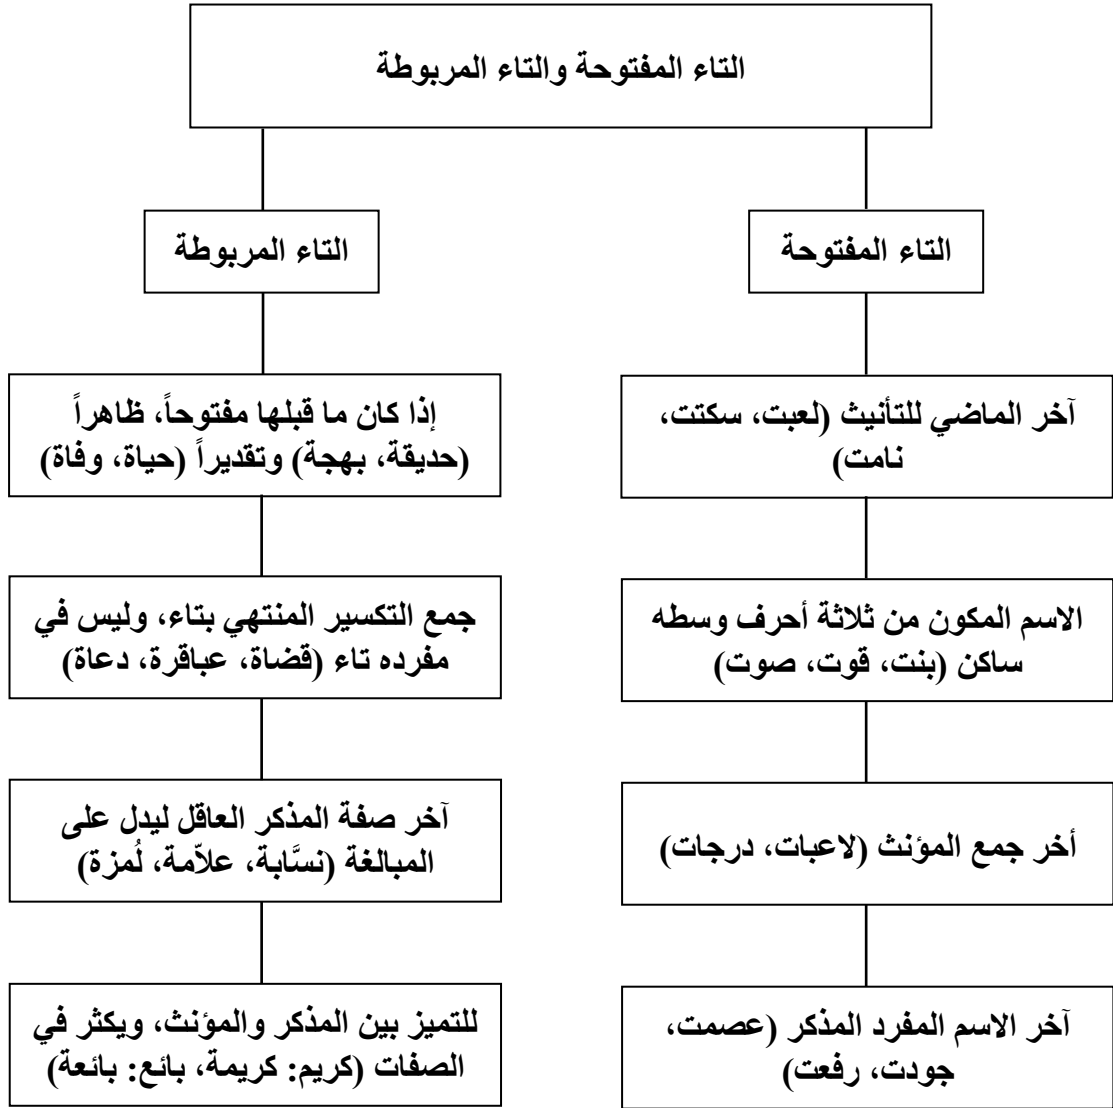 التاء المفتوحة والتاء المربوطة
التاء المفتوحة
آخر الماضي للتأنيث (لعبت، سكتت،
نامت)
الاسم المكون من ثلاثة أحرف وسطه
ساكن (بنت، قوت، صوت)
أخر جمع المؤنث (لاعبات، درجات)
آخر الاسم المفرد المذكر (عصمت،
جودت، رفعت)
التاء المربوطة
إذا كان ما قبلها مفتوحاً، ظاهراً
(حديقة، بهجة) وتقديراً (حياة، وفاة)
جمع التكسير المنتهي بتاء، وليس في
مفرده تاء (قضاة، عباقرة، دعاة)
آخر صفة المذكر العاقل ليدل على
المبالغة (نسَّابة، علاّمة، لُمزة)
للتميز بين المذكر والمؤنث، ويكثر في
الصفات (كريم: كريمة، بائع: بائعة)